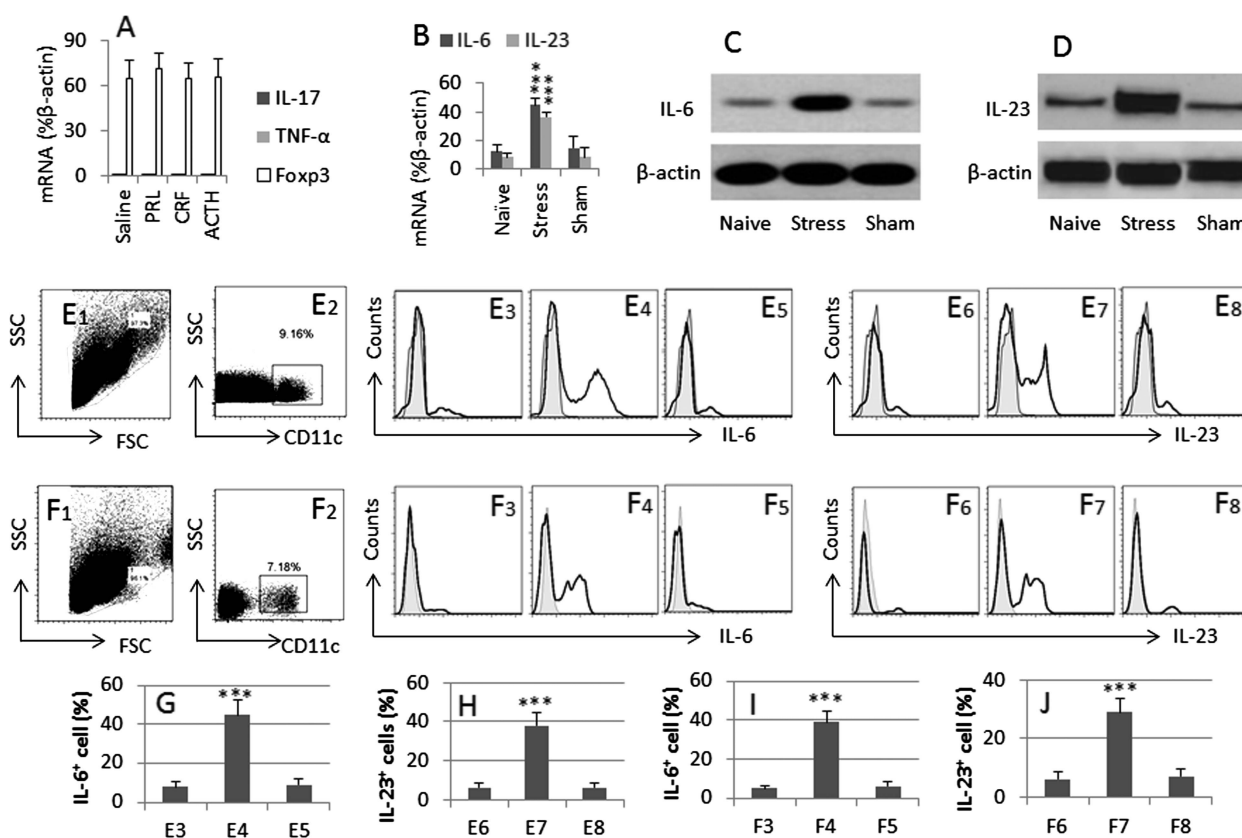 A
mRNA (%β-actin)
90
60
30
0
Saline
PRL
CRF
ACTH
IL-17
TNF-α
Foxp3
B
IL-6 IL-23
mRNA (%β-actin)
60
40
20
0
***
***
Naïve
Stress
Sham
C
IL-6
β-actin
Naive Stress Sham
D
IL-23
β-actin
Naive Stress Sham
E1
SSC
FSC
E2
SSC
9.16%
CD11c
Counts
E3 E4 E5
IL-6
Counts
E6 E7 E8
IL-23
F1
SSC
FSC
F2
SSC
7.18%
CD11c
Counts
F3 F4 F5
IL-6
Counts
F6 F7 F8
IL-23
G
IL-6⁺ cell (%)
60
40
20
0
***
E3 E4 E5
H
IL-23⁺ cells (%)
60
40
20
0
***
E6 E7 E8
I
IL-6⁺ cell (%)
60
40
20
0
***
F3 F4 F5
J
IL-23⁺ cell (%)
40
20
0
***
F6 F7 F8